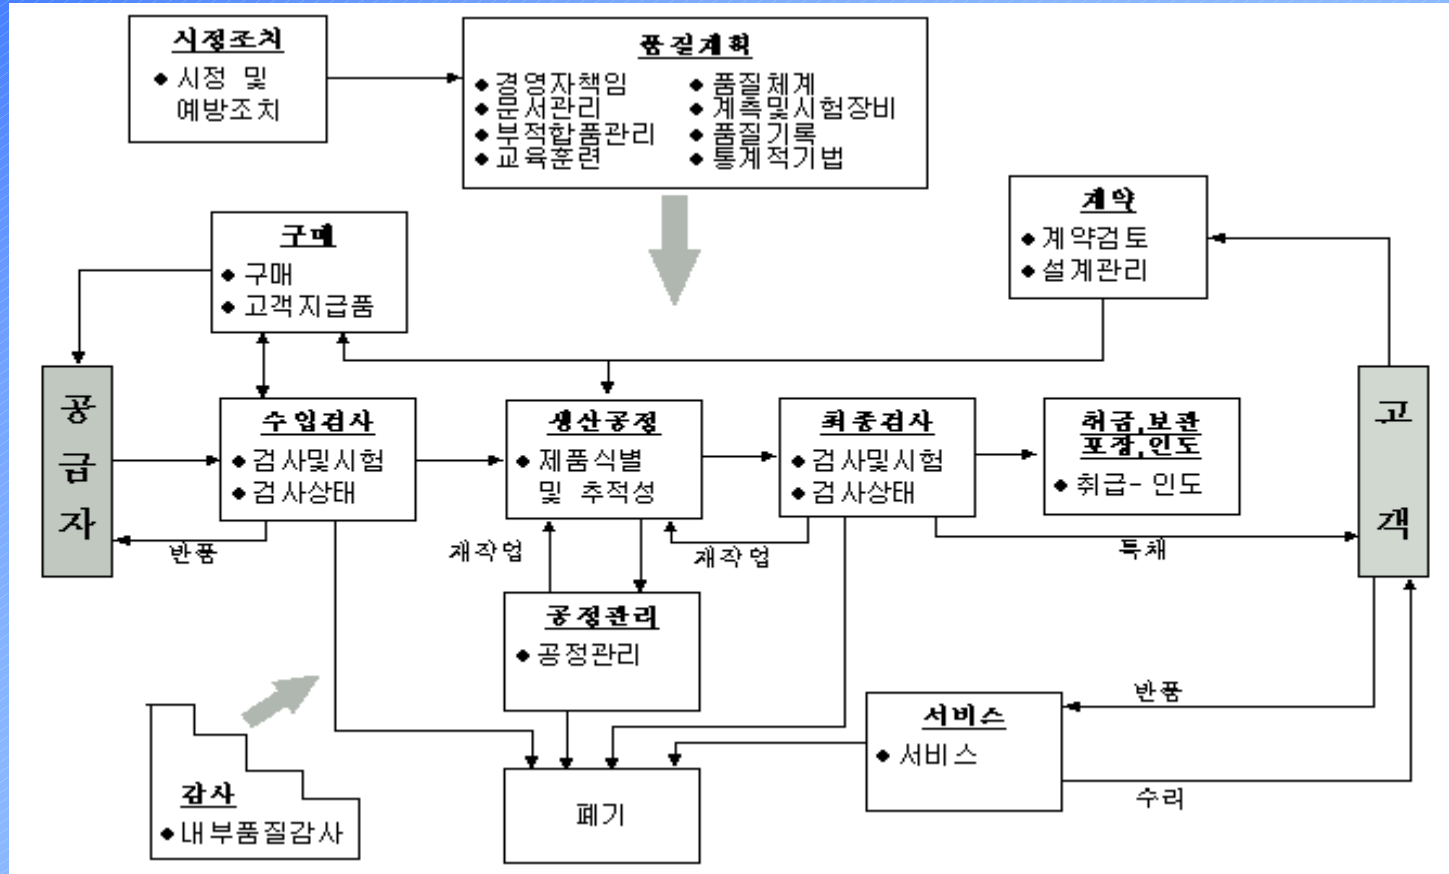 시정조치
◆ 시정 및
예방조치
품질계획
◆ 경영자책임
◆ 문서관리
◆ 부적합품관리
◆ 교육훈련
◆ 품질체계
◆ 계측및시험장비
◆ 품질기록
◆ 통계적기법
계약
◆ 계약검토
◆ 설계관리
구매
◆ 구매
◆ 고객지급품
공급자
수입검사
◆ 검사및시험
◆ 검사상태
생산공정
◆ 제품식별
및 추적성
최종검사
◆ 검사및시험
◆ 검사상태
취급,보관
포장,인도
◆ 취급- 인도
고객
반품
재작업
재작업
특채
공정관리
◆ 공정관리
반품
서비스
◆ 서비스
수리
감사
◆ 내부품질감사
폐기